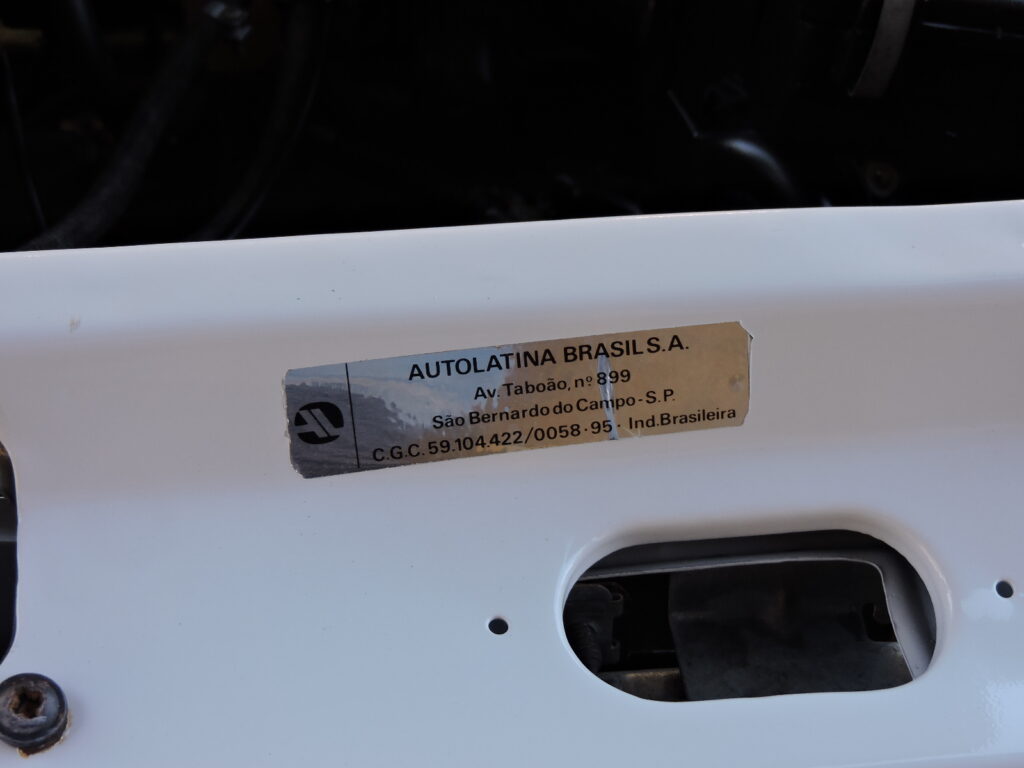 AUTOLATINA BRASIL S.A.
Av. Taboão, nº 899
São Bernardo do Campo - S.P.
C.G.C. 59.104.422/0058-95 · Ind.Brasileira